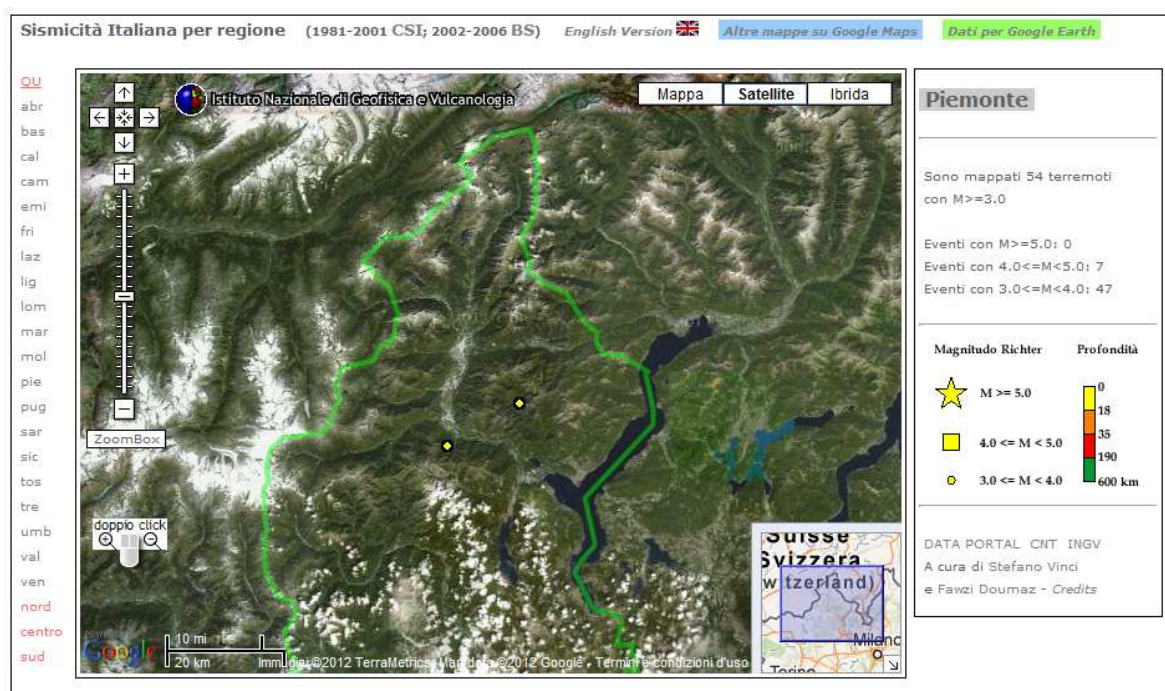 Sismicità Italiana per regione (1981-2001 CSI; 2002-2006 BS) English Version Altre mappe su Google Maps Dati per Google Earth
QU
abr
bas
cal
cam
emi
fri
laz
lig
lom
mar
mol
pie
pug
sar
sic
tos
tre
umb
val
ven
nord
centro
sud
Istituto Nazionale di Geofisica e Vulcanologia
Mappa Satellite Ibrida
ZoomBox
doppio click
POWERED BY
Google
10 mi
20 km
Immagini ©2012 TerraMetrics, Map data ©2012 Google - Termini e condizioni d'uso
Suisse
Svizzera
(Switzerland)
Milano
Torino
Piemonte
Sono mappati 54 terremoti
con M>=3.0
Eventi con M>=5.0: 0
Eventi con 4.0<=M<5.0: 7
Eventi con 3.0<=M<4.0: 47
Magnitudo Richter Profondità
M >= 5.0
4.0 <= M < 5.0
3.0 <= M < 4.0
0
18
35
190
600 km
DATA PORTAL CNT INGV
A cura di Stefano Vinci
e Fawzi Doumaz - Credits